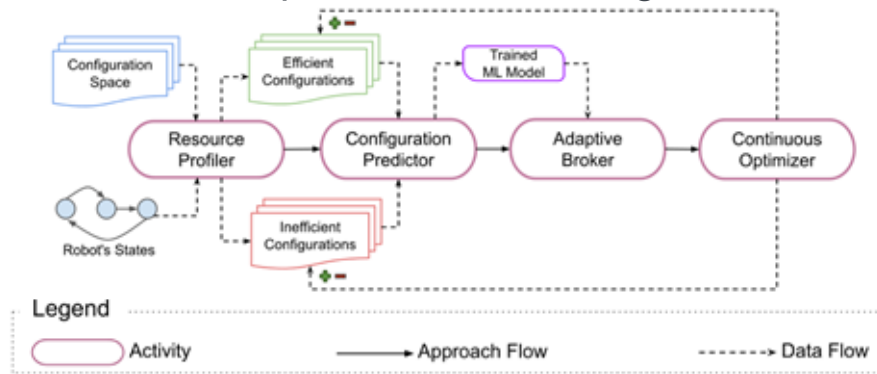 Configuration
Space
Efficient
Configurations
Trained
ML Model
Resource
Profiler
Configuration
Predictor
Adaptive
Broker
Continuous
Optimizer
Robot's States
Inefficient
Configurations
Legend
Activity
Approach Flow
Data Flow